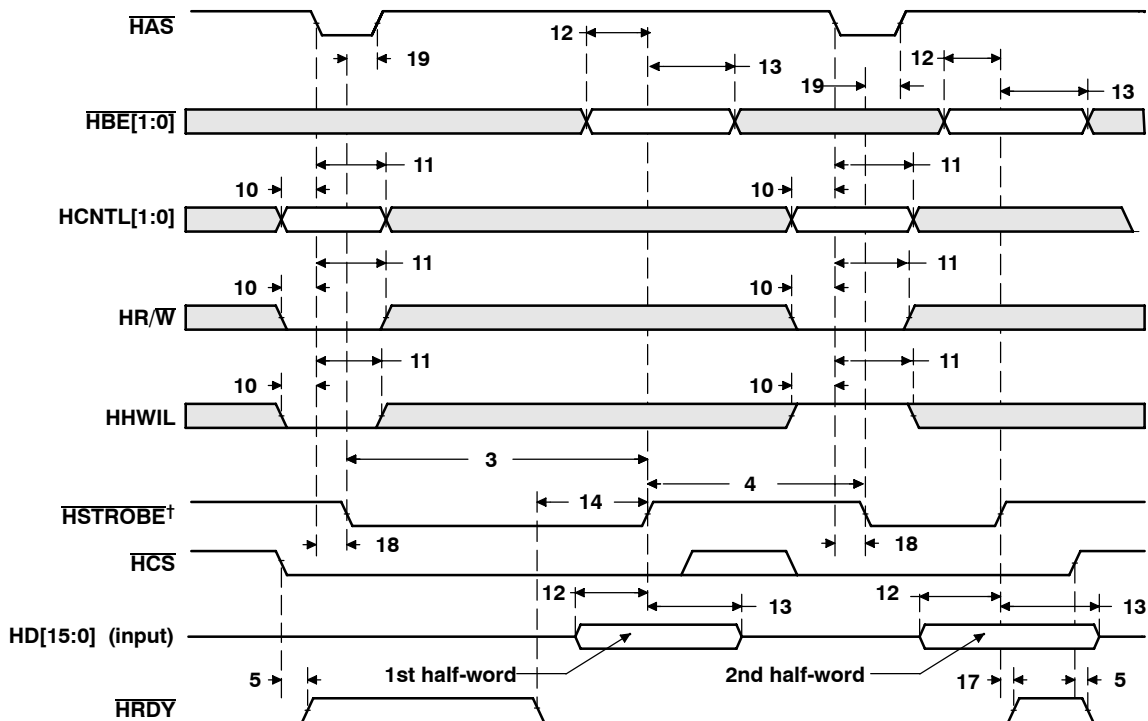 HAS
12
19
13
12
19
13
HBE[1:0]
11
11
10
10
HCNTL[1:0]
11
11
10
10
HR/W
11
11
10
10
HHWIL
3
4
14
HSTROBE†
18
18
HCS
12
12
13
13
HD[15:0] (input)
1st half-word
2nd half-word
5
17
5
HRDY